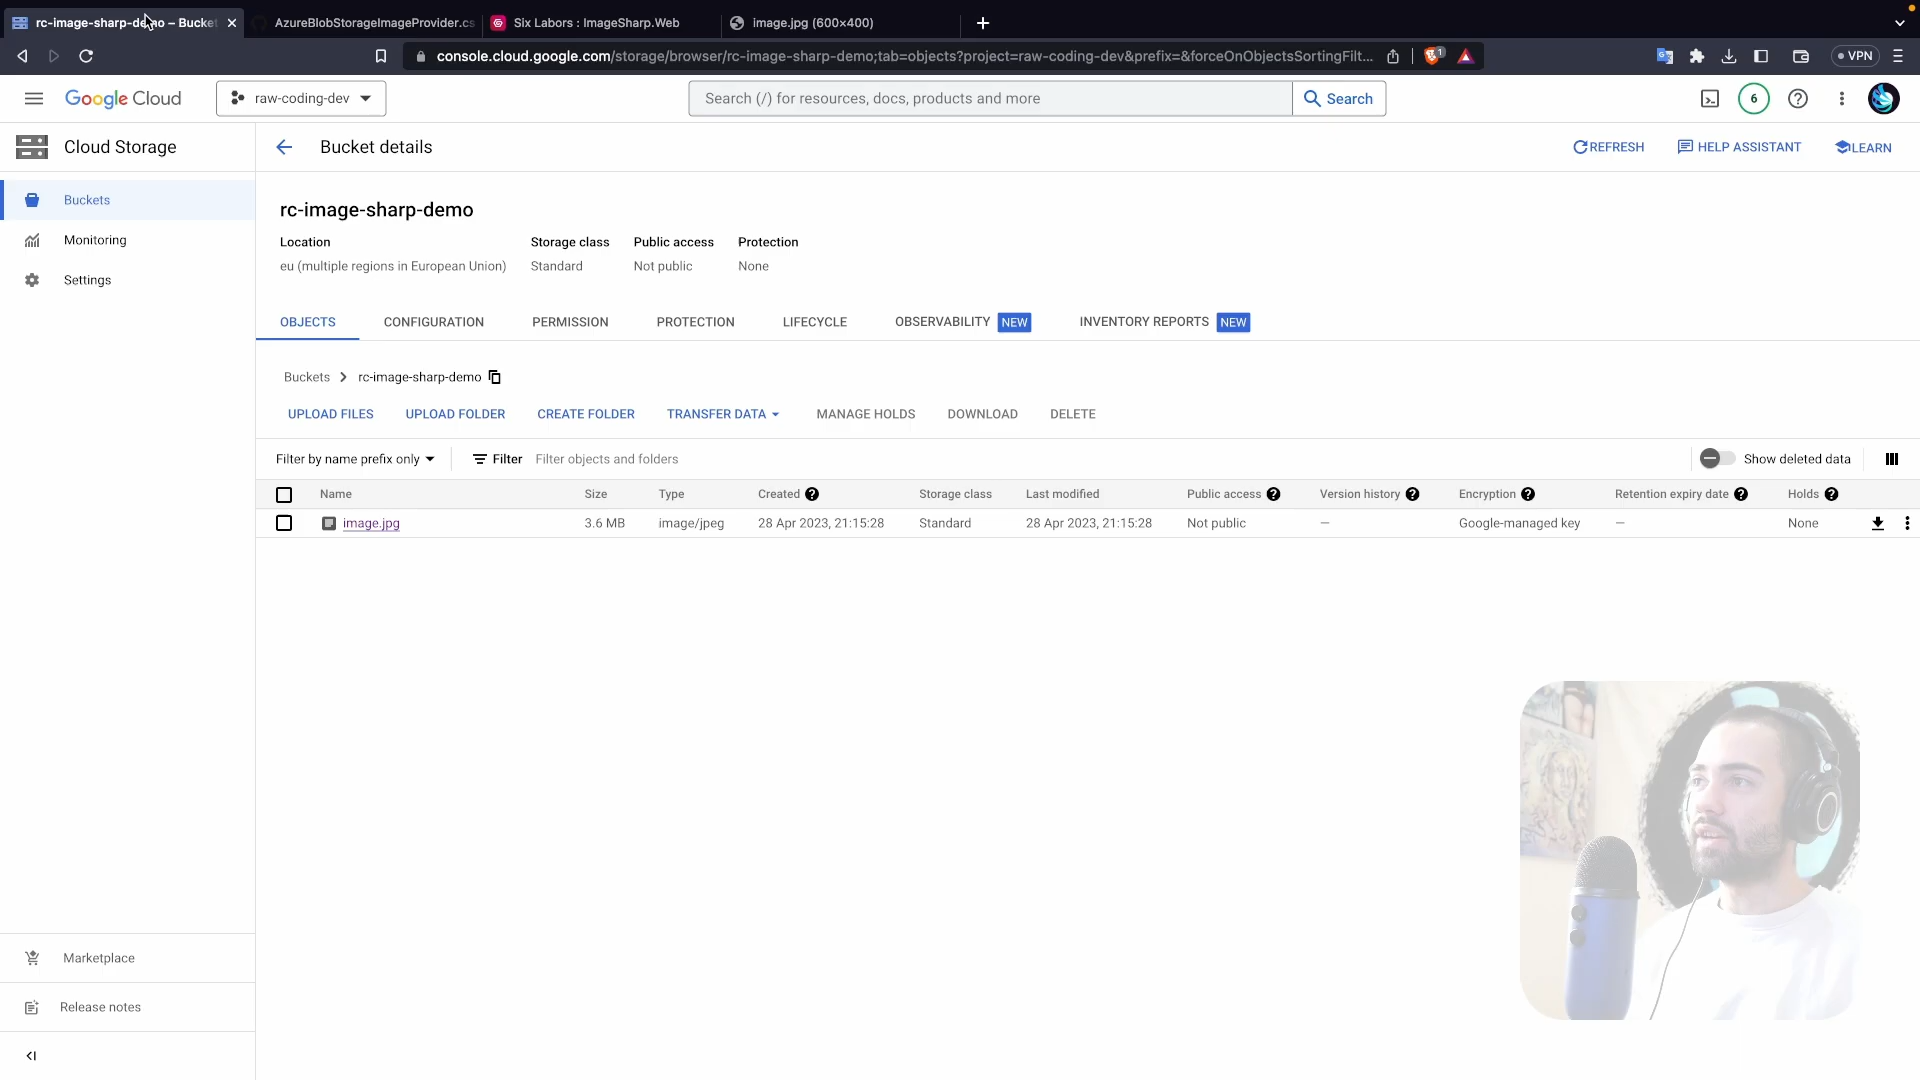 rc-image-sharp-demo – Bucket
AzureBlobStorageImageProvider.cs
Six Labors : ImageSharp.Web
image.jpg (600×400)
console.cloud.google.com/storage/browser/rc-image-sharp-demo;tab=objects?project=raw-coding-dev&prefix=&forceOnObjectsSortingFilt...
1
VPN
Google Cloud
raw-coding-dev
Search (/) for resources, docs, products and more
Search
6
Cloud Storage
Bucket details
REFRESH
HELP ASSISTANT
LEARN
Buckets
Monitoring
Settings
rc-image-sharp-demo
Location Storage class Public access Protection
eu (multiple regions in European Union) Standard Not public None
OBJECTS CONFIGURATION PERMISSION PROTECTION LIFECYCLE OBSERVABILITY NEW INVENTORY REPORTS NEW
Buckets > rc-image-sharp-demo
UPLOAD FILES UPLOAD FOLDER CREATE FOLDER TRANSFER DATA MANAGE HOLDS DOWNLOAD DELETE
Filter by name prefix only Filter Filter objects and folders Show deleted data
Name Size Type Created Storage class Last modified Public access Version history Encryption Retention expiry date Holds
image.jpg 3.6 MB image/jpeg 28 Apr 2023, 21:15:28 Standard 28 Apr 2023, 21:15:28 Not public — Google-managed key — None
Marketplace
Release notes